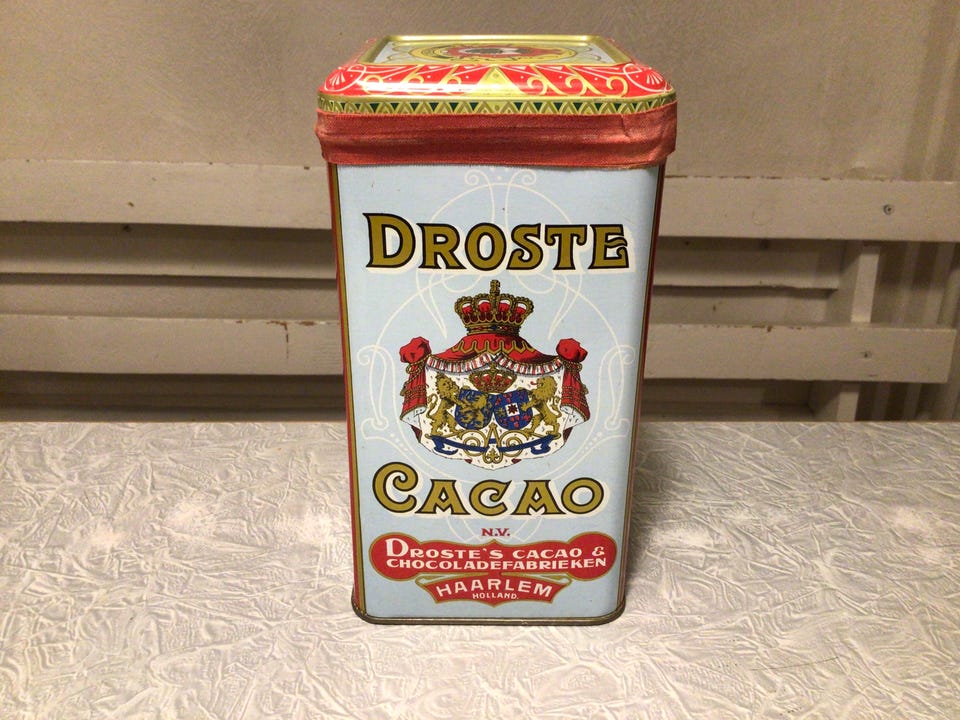 DROSTE
CACAO
N.V.
DROSTE'S CACAO &
CHOCOLADEFABRIEKEN
HAARLEM
HOLLAND.